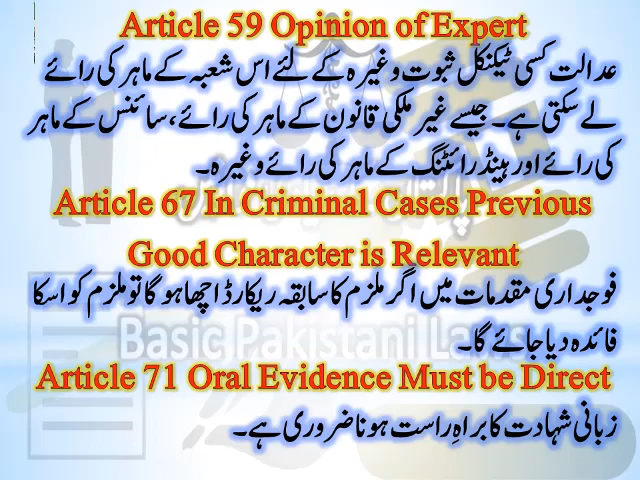 Article 59 Opinion of Expert
عدالت کسی ٹیکنکل ثبوت وغیرہ کے لئے اس شعبہ کے ماہر کی رائے
لے سکتی ہے۔ جیسے غیر ملکی قانون کے ماہر کی رائے، سائنس کے ماہر
کی رائے اور ہینڈ رائٹنگ کے ماہر کی رائے وغیرہ۔
Article 67 In Criminal Cases Previous
Good Character is Relevant
فوجداری مقدمات میں اگر ملزم کا سابقہ ریکارڈ اچھا ہوگا تو ملزم کو اسکا
فائدہ دیا جائے گا۔
Basic Pakistani Laws
Article 71 Oral Evidence Must be Direct
زبانی شہادت کا براہِ راست ہونا ضروری ہے۔